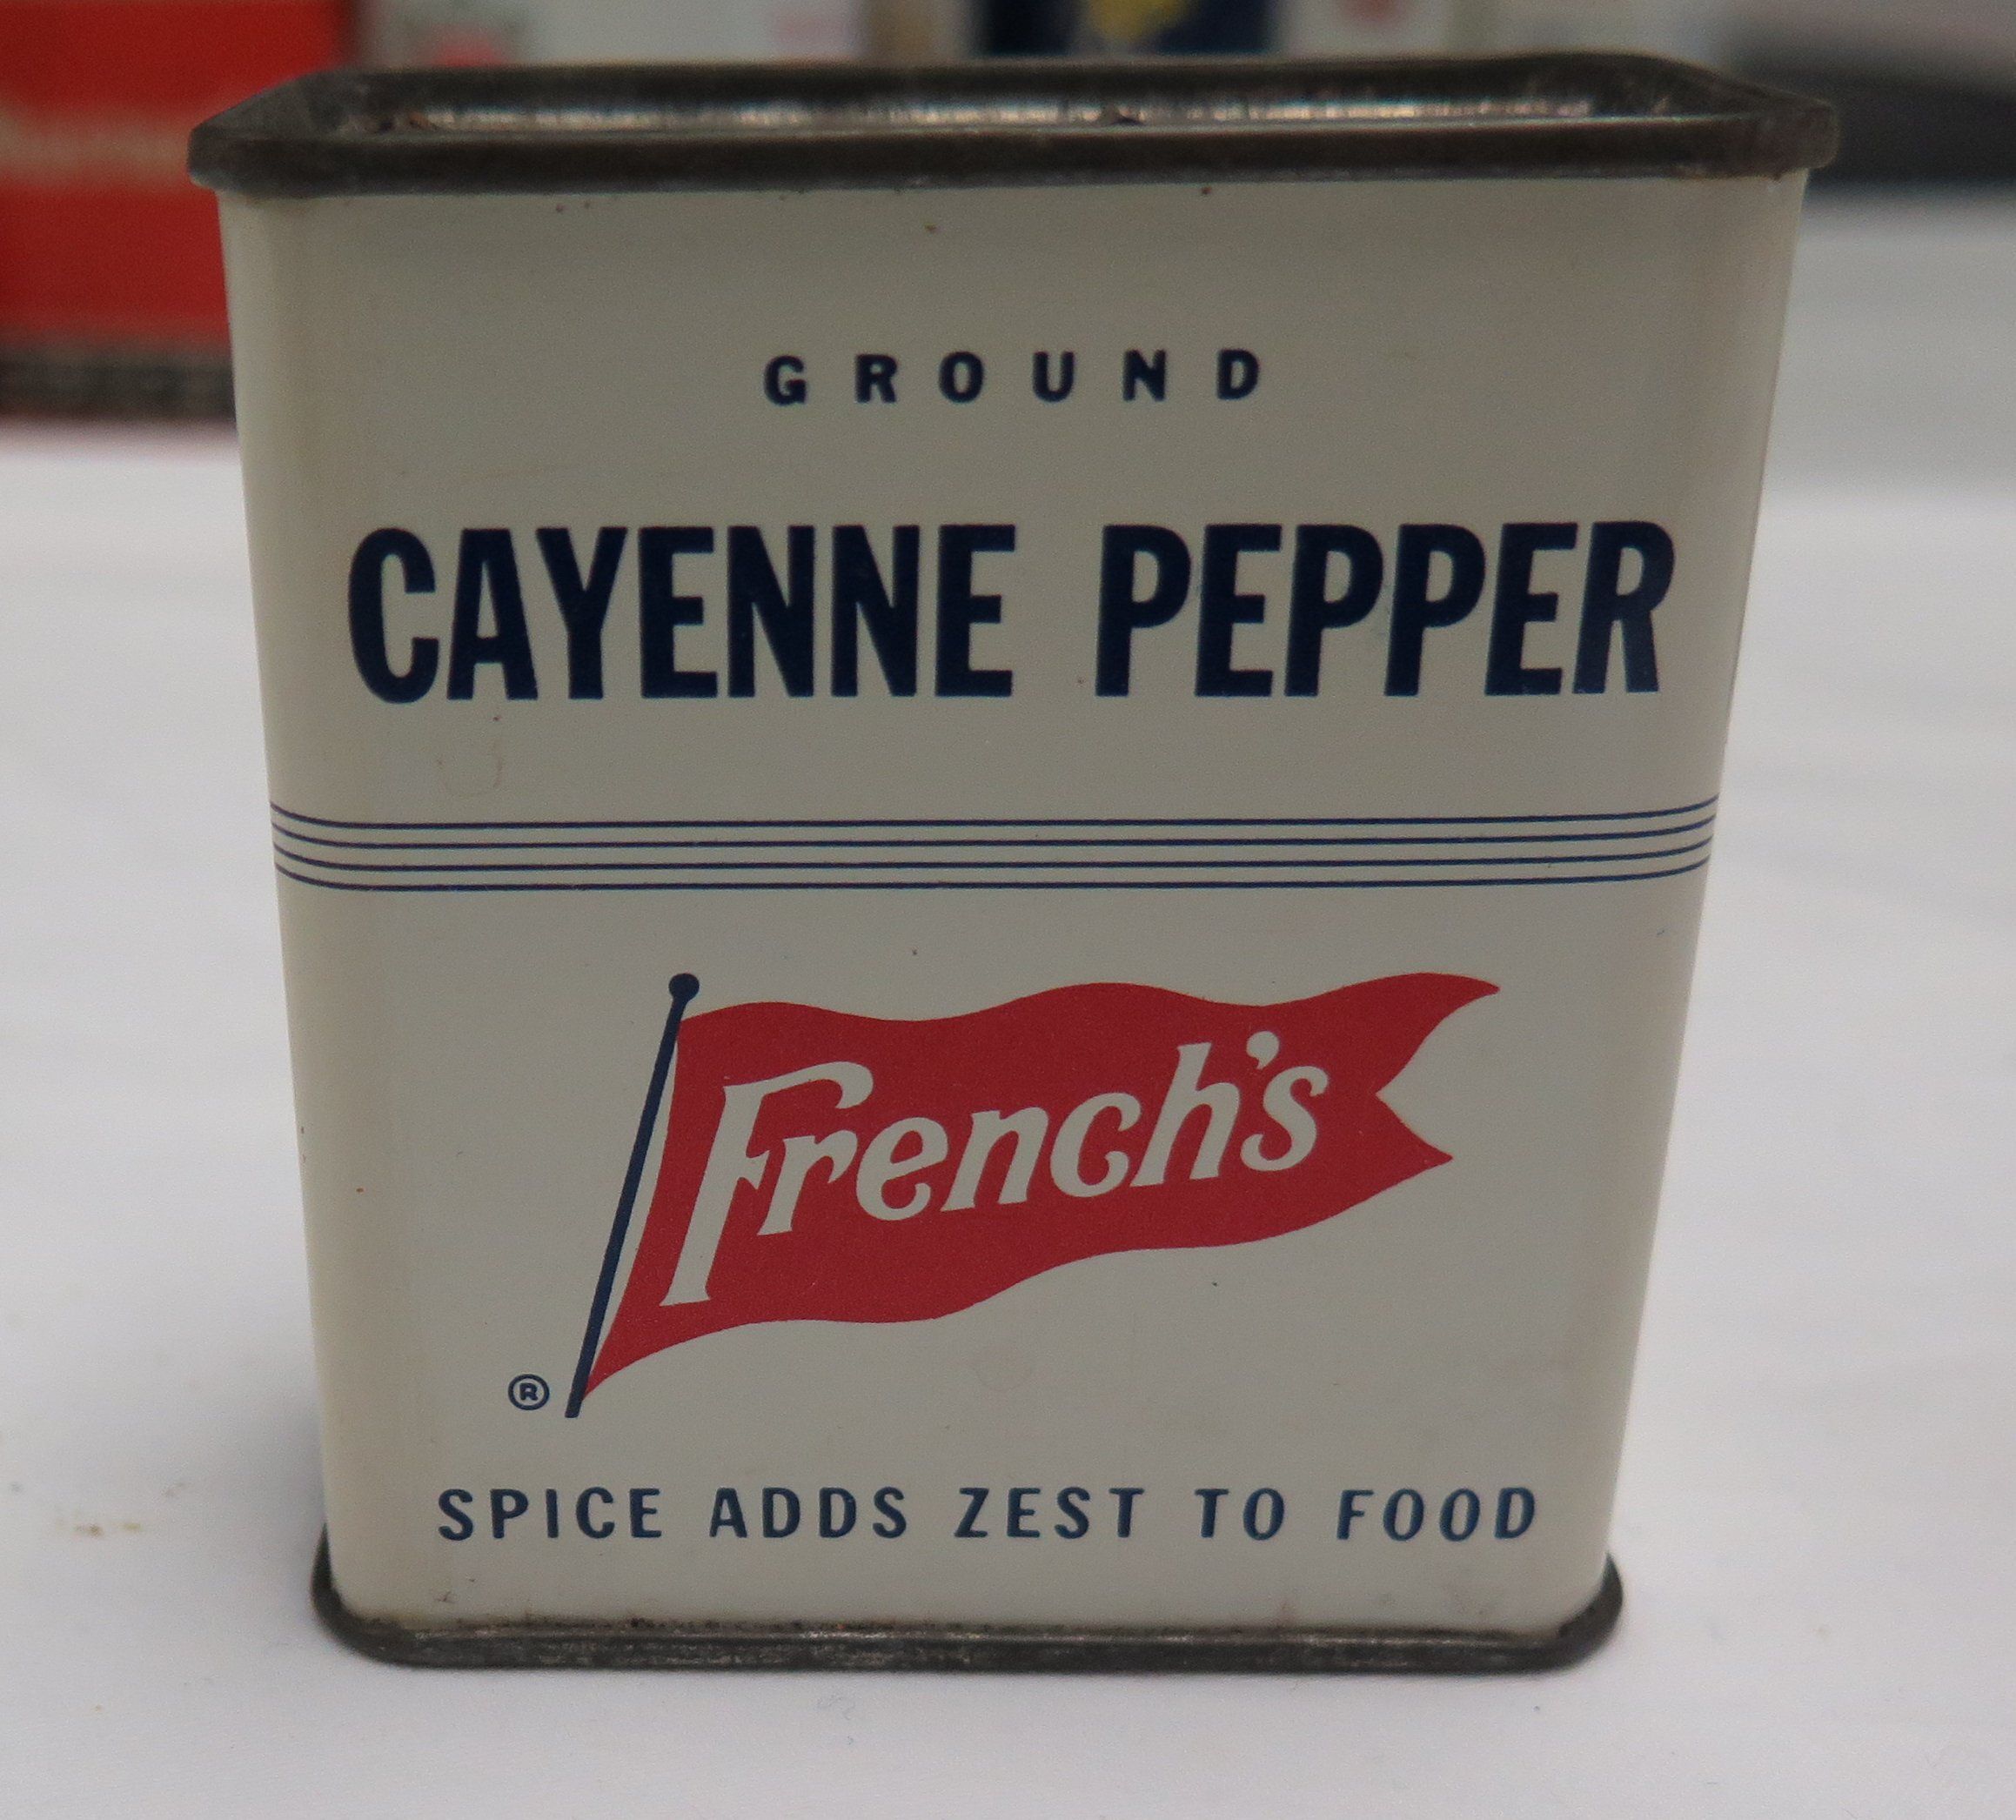 GROUND
CAYENNE PEPPER
French's
®
SPICE ADDS ZEST TO FOOD